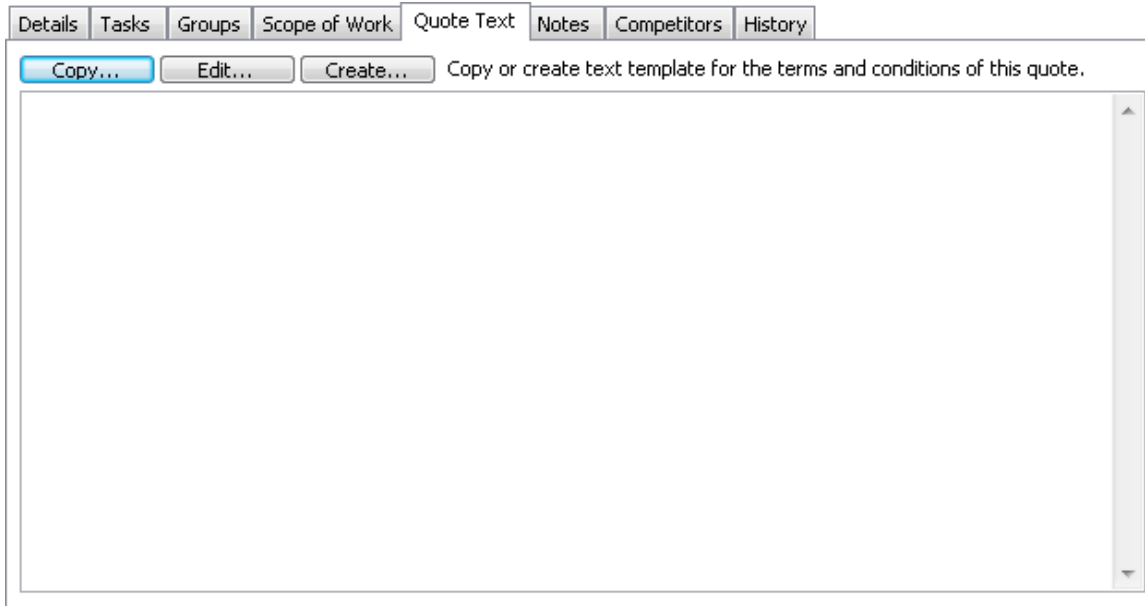 Details Tasks Groups Scope of Work Quote Text Notes Competitors History
Copy... Edit... Create... Copy or create text template for the terms and conditions of this quote.